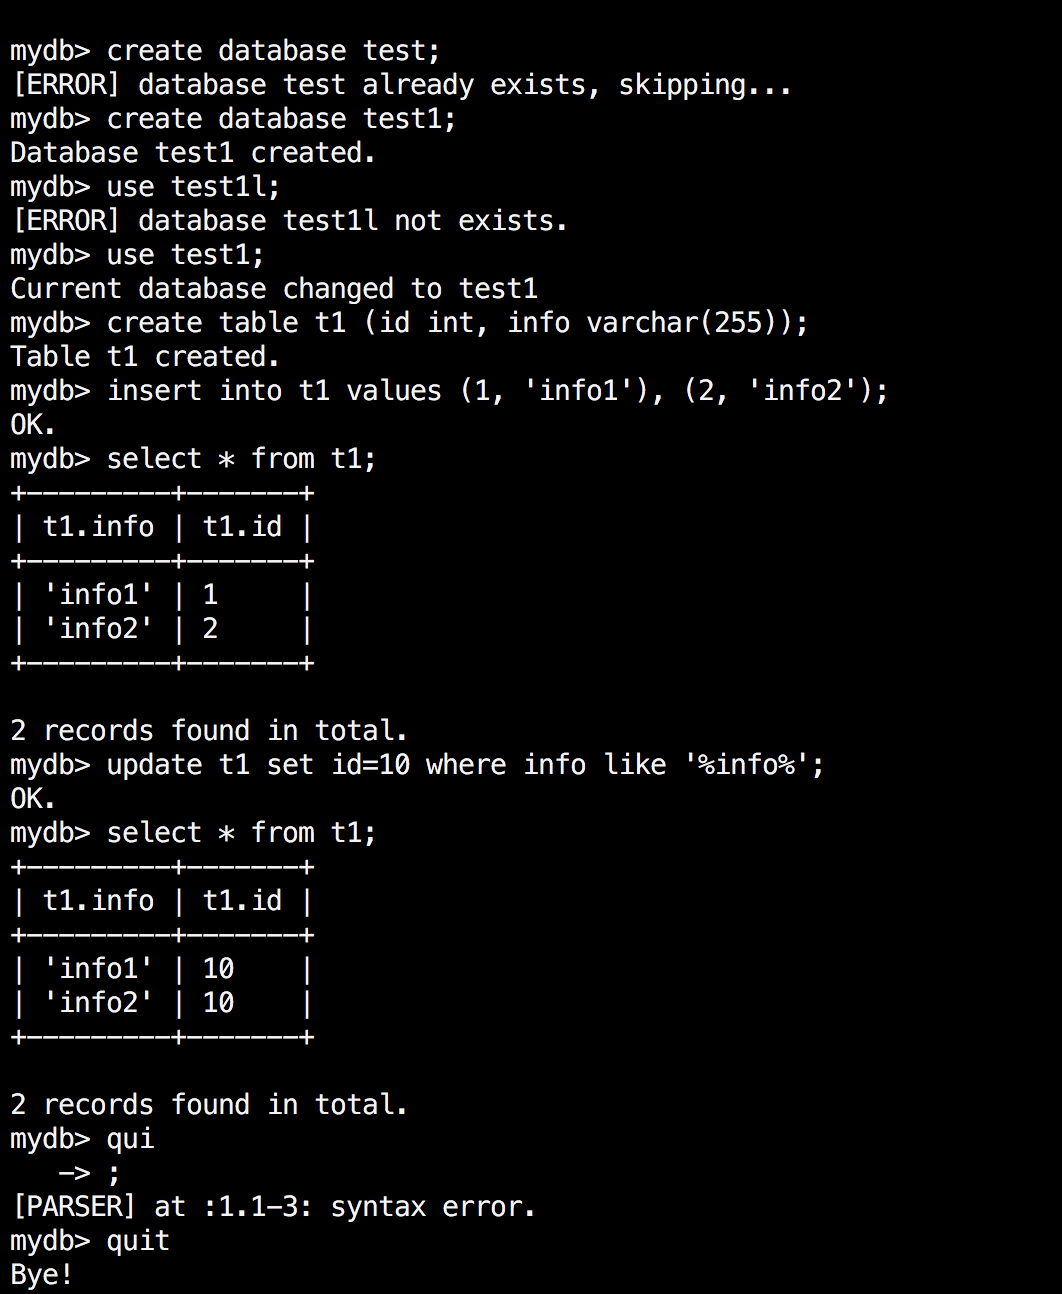 mydb> create database test;
[ERROR] database test already exists, skipping...
mydb> create database test1;
Database test1 created.
mydb> use test1l;
[ERROR] database test1l not exists.
mydb> use test1;
Current database changed to test1
mydb> create table t1 (id int, info varchar(255));
Table t1 created.
mydb> insert into t1 values (1, 'info1'), (2, 'info2');
OK.
mydb> select * from t1;
+---------+-------+
| t1.info | t1.id |
+---------+-------+
| 'info1' | 1     |
| 'info2' | 2     |
+---------+-------+

2 records found in total.
mydb> update t1 set id=10 where info like '%info%';
OK.
mydb> select * from t1;
+---------+-------+
| t1.info | t1.id |
+---------+-------+
| 'info1' | 10    |
| 'info2' | 10    |
+---------+-------+

2 records found in total.
mydb> qui
   -> ;
[PARSER] at :1.1-3: syntax error.
mydb> quit
Bye!